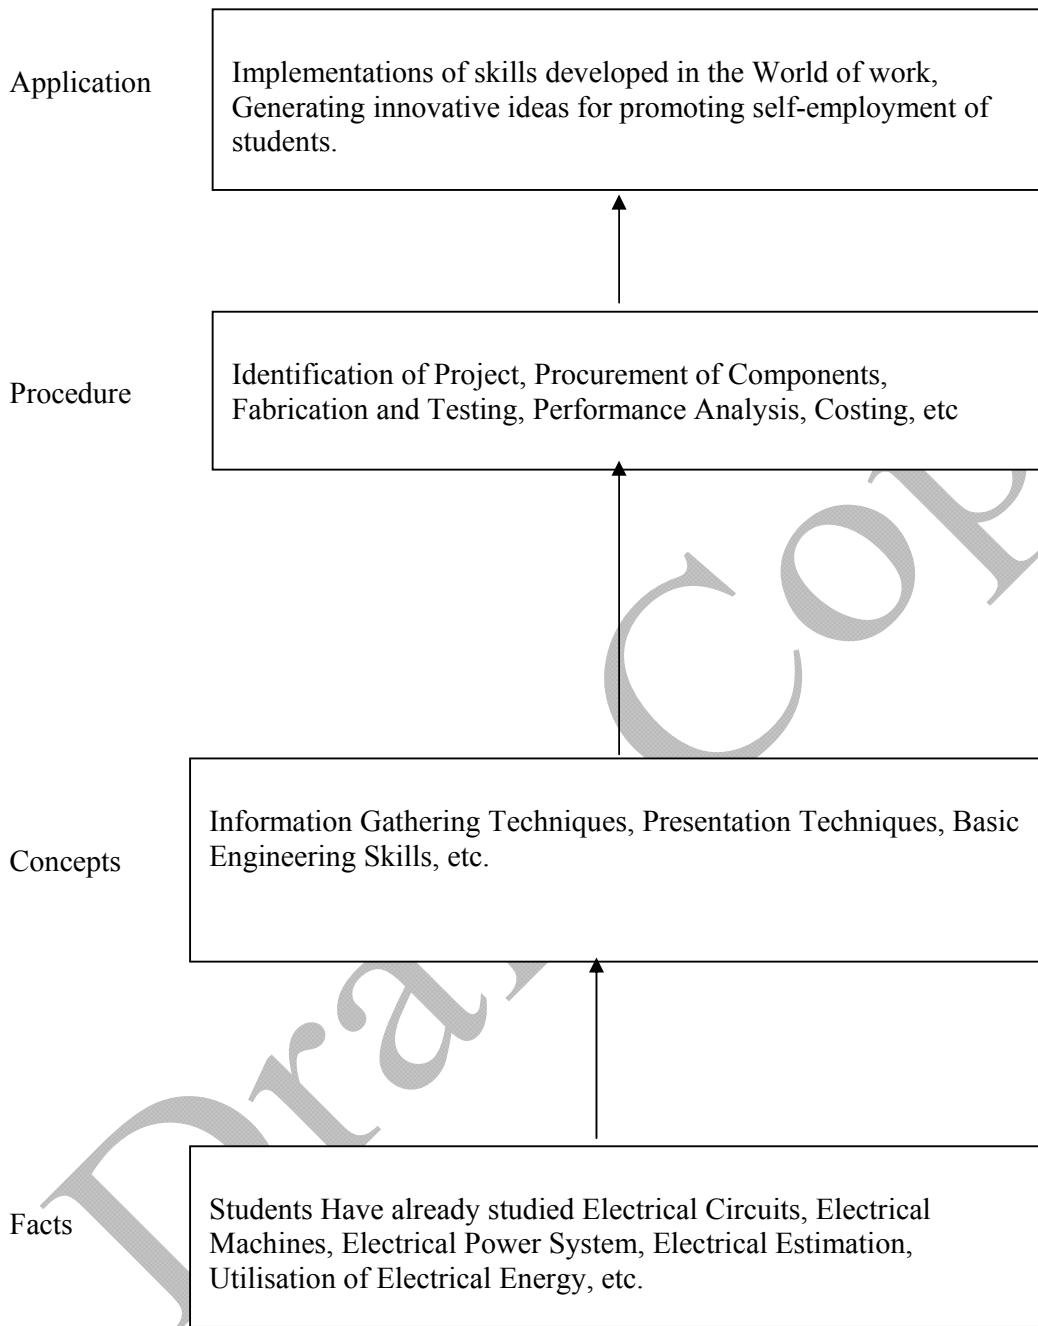 Application
Implementations of skills developed in the World of work,
Generating innovative ideas for promoting self-employment of
students.
Procedure
Identification of Project, Procurement of Components,
Fabrication and Testing, Performance Analysis, Costing, etc
Concepts
Information Gathering Techniques, Presentation Techniques, Basic
Engineering Skills, etc.
Facts
Students Have already studied Electrical Circuits, Electrical
Machines, Electrical Power System, Electrical Estimation,
Utilisation of Electrical Energy, etc.